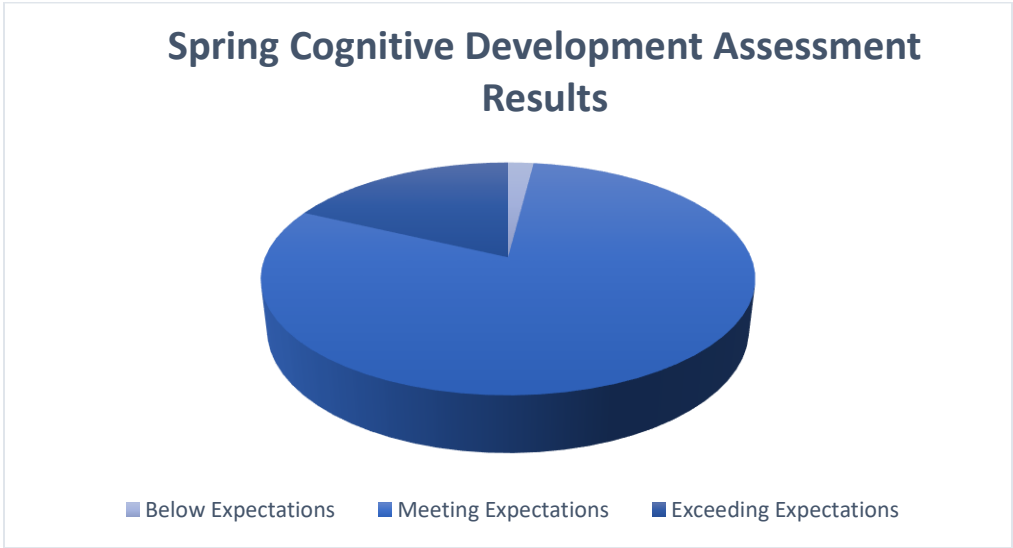 Spring Cognitive Development Assessment
Results
Below Expectations Meeting Expectations Exceeding Expectations